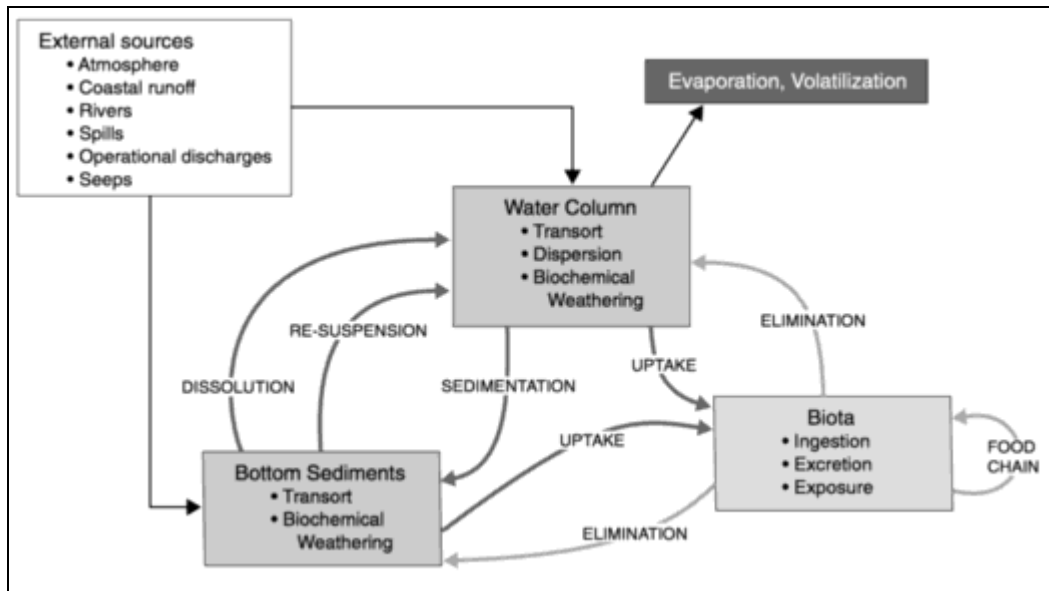 External sources
• Atmosphere
• Coastal runoff
• Rivers
• Spills
• Operational discharges
• Seeps
Evaporation, Volatilization
Water Column
• Transort
• Dispersion
• Biochemical
Weathering
RE-SUSPENSION
ELIMINATION
DISSOLUTION
SEDIMENTATION
UPTAKE
Biota
• Ingestion
• Excretion
• Exposure
FOOD
CHAIN
UPTAKE
Bottom Sediments
• Transort
• Biochemical
Weathering
ELIMINATION